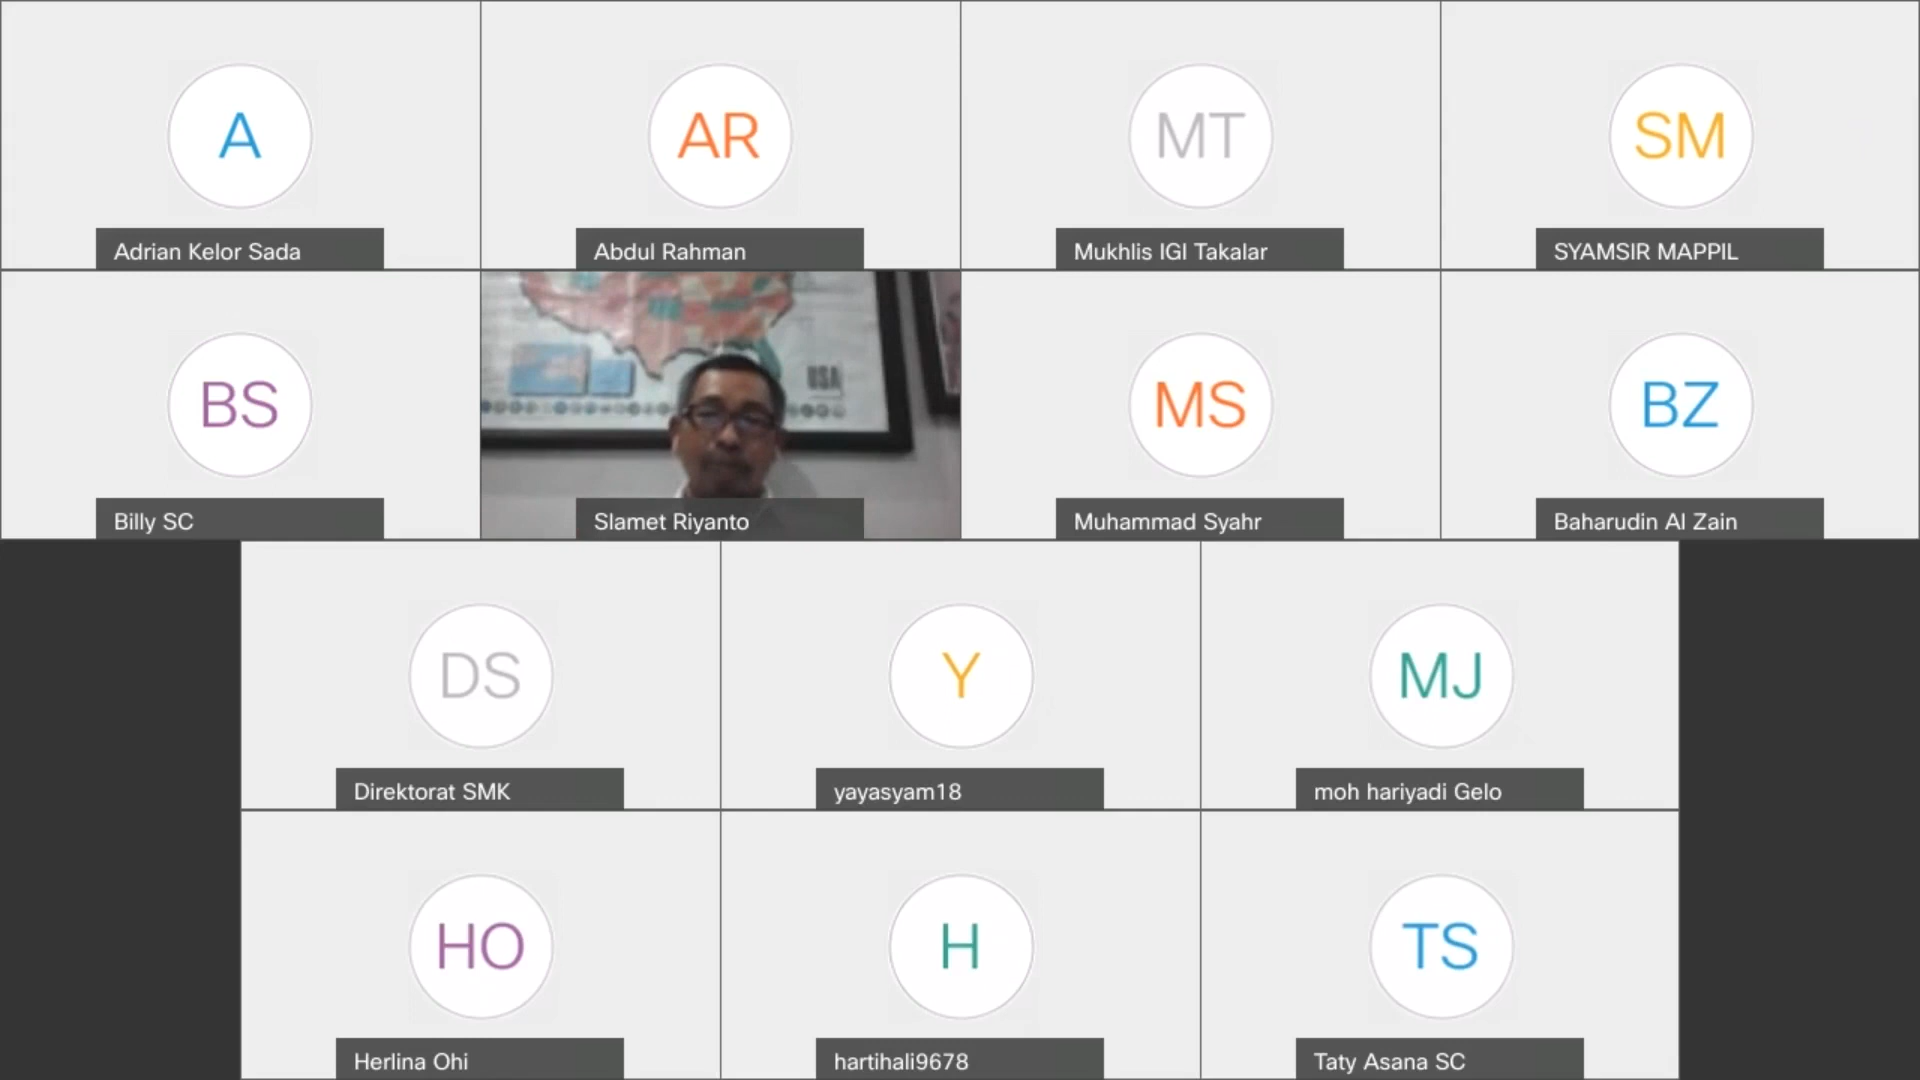 A
AR
MT
SM
Adrian Kelor Sada
Abdul Rahman
Mukhlis IGI Takalar
SYAMSIR MAPPIL
USA
BS
MS
BZ
Billy SC
Slamet Riyanto
Muhammad Syahr
Baharudin Al Zain
DS
Y
MJ
Direktorat SMK
yayasyam18
moh hariyadi Gelo
HO
H
TS
Herlina Ohi
hartihali9678
Taty Asana SC